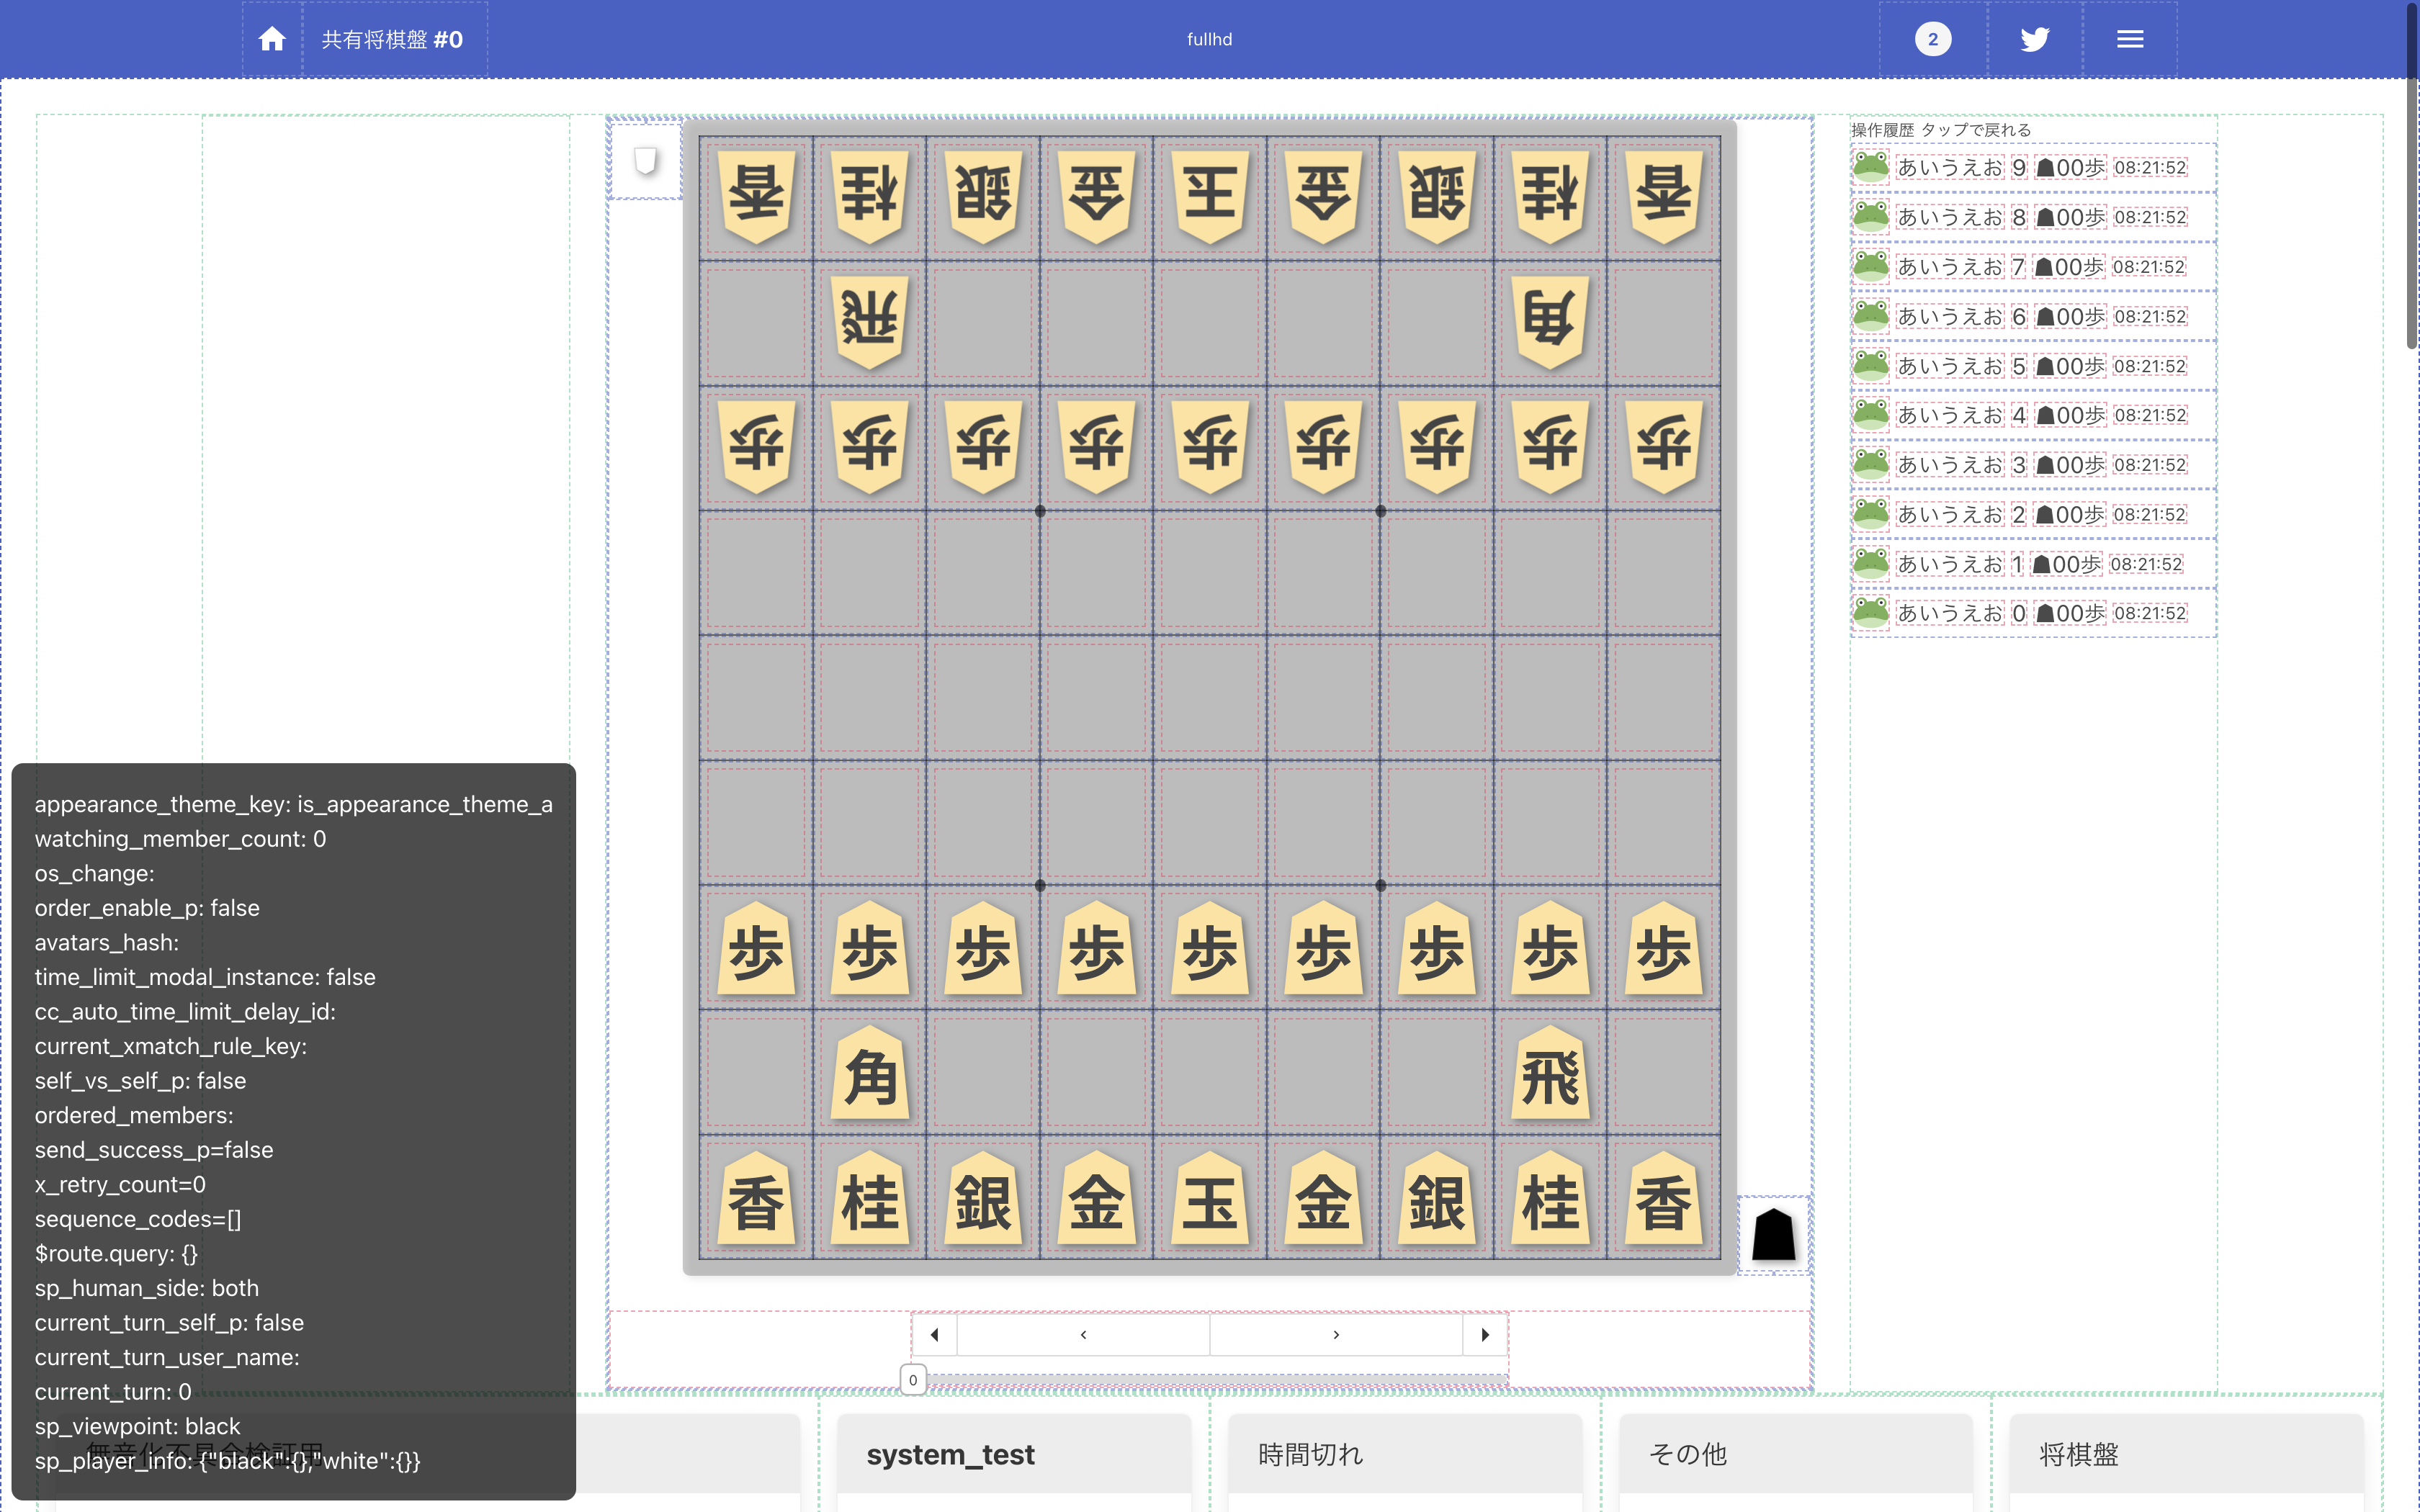 共有将棋盤 #0
fullhd
2
操作履歴 タップで戻れる
あいうえお 9 ☗00歩 08:21:52
あいうえお 8 ☗00歩 08:21:52
あいうえお 7 ☗00歩 08:21:52
あいうえお 6 ☗00歩 08:21:52
あいうえお 5 ☗00歩 08:21:52
あいうえお 4 ☗00歩 08:21:52
あいうえお 3 ☗00歩 08:21:52
あいうえお 2 ☗00歩 08:21:52
あいうえお 1 ☗00歩 08:21:52
あいうえお 0 ☗00歩 08:21:52
香 桂 銀 金 王 金 銀 桂 香
飛 角
歩 歩 歩 歩 歩 歩 歩 歩 歩
歩 歩 歩 歩 歩 歩 歩 歩 歩
角 飛
香 桂 銀 金 玉 金 銀 桂 香
0
appearance_theme_key: is_appearance_theme_a
watching_member_count: 0
os_change:
order_enable_p: false
avatars_hash:
time_limit_modal_instance: false
cc_auto_time_limit_delay_id:
current_xmatch_rule_key:
self_vs_self_p: false
ordered_members:
send_success_p=false
x_retry_count=0
sequence_codes=[]
$route.query: {}
sp_human_side: both
current_turn_self_p: false
current_turn_user_name:
current_turn: 0
sp_viewpoint: black
sp_player_info: {"black":{},"white":{}}
無音化不具合検証用
system_test
時間切れ
その他
将棋盤